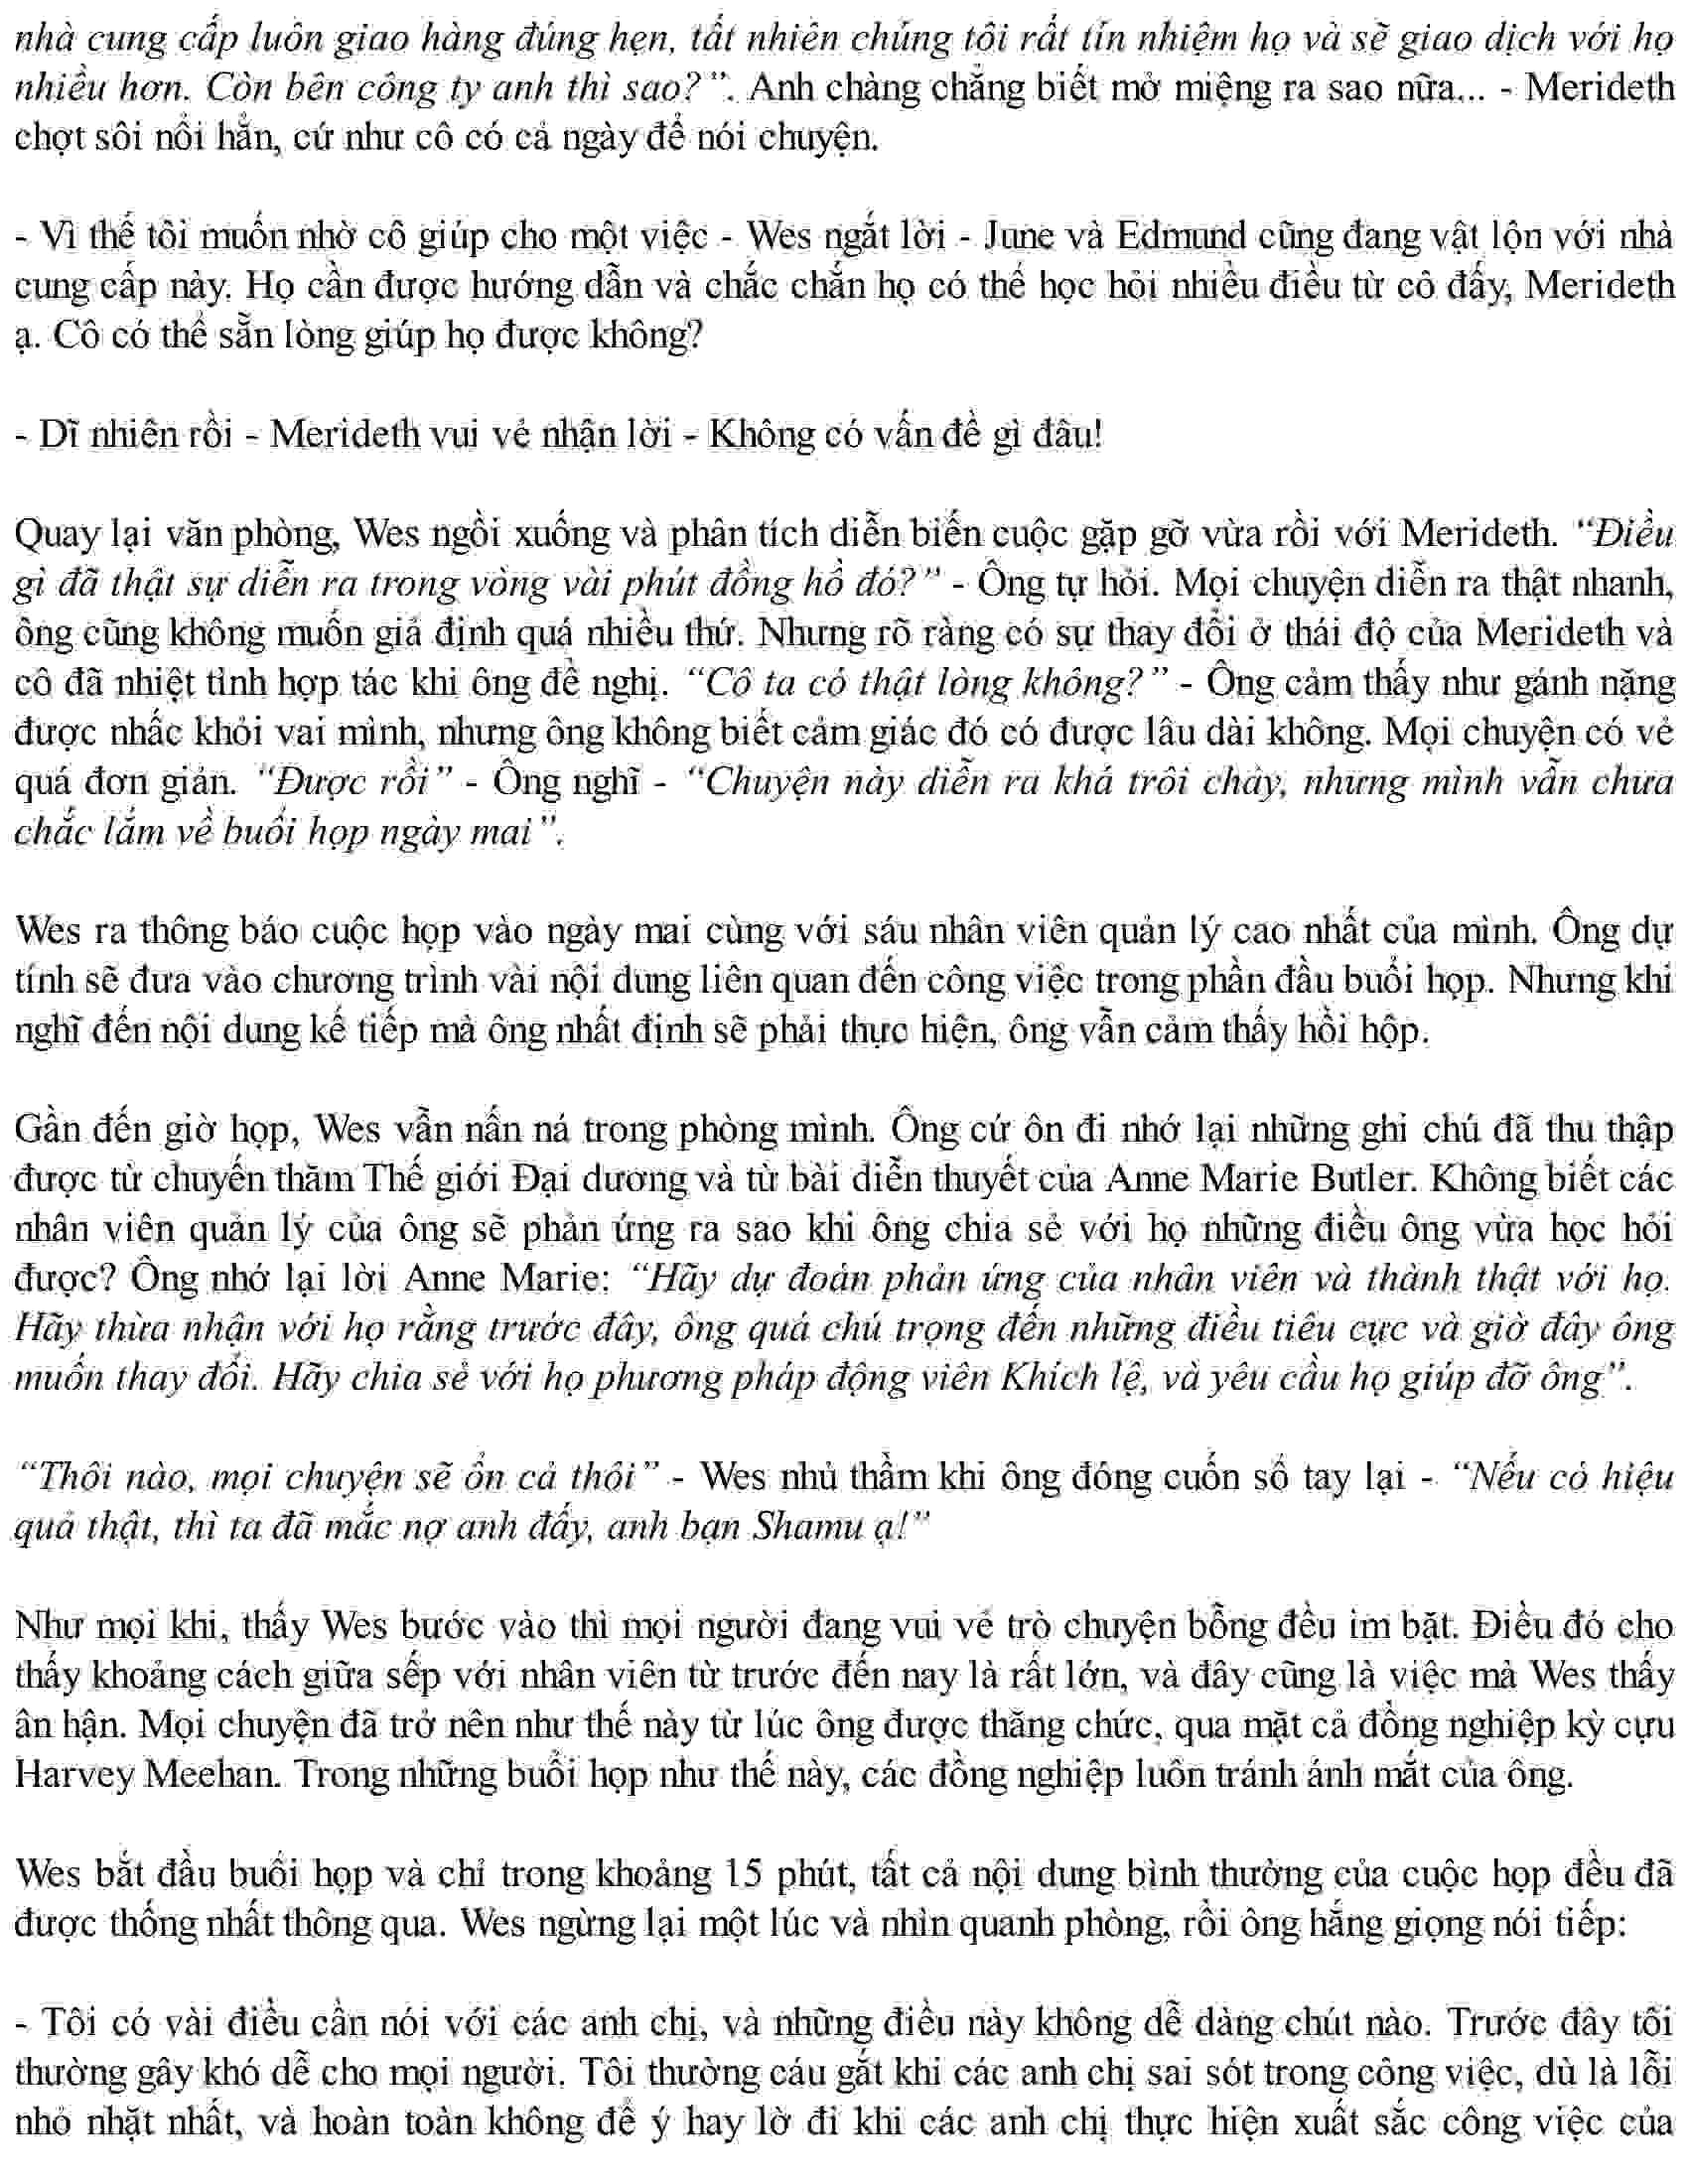 nhà cung cấp luôn giao hàng đúng hẹn, tất nhiên chúng tôi rất tín nhiệm họ và sẽ giao dịch với họ
nhiều hơn. Còn bên công ty anh thì sao?”. Anh chàng chẳng biết mở miệng ra sao nữa... - Merideth
chợt sôi nổi hẳn, cứ như cô có cả ngày để nói chuyện.
- Vì thế tôi muốn nhờ cô giúp cho một việc - Wes ngắt lời - June và Edmund cũng đang vật lộn với nhà
cung cấp này. Họ cần được hướng dẫn và chắc chắn họ có thể học hỏi nhiều điều từ cô đấy, Merideth
ạ. Cô có thể sẵn lòng giúp họ được không?
- Dĩ nhiên rồi - Merideth vui vẻ nhận lời - Không có vấn đề gì đâu!
Quay lại văn phòng, Wes ngồi xuống và phân tích diễn biến cuộc gặp gỡ vừa rồi với Merideth. “Điều
gì đã thật sự diễn ra trong vòng vài phút đồng hồ đó?” - Ông tự hỏi. Mọi chuyện diễn ra thật nhanh,
ông cũng không muốn giả định quá nhiều thứ. Nhưng rõ ràng có sự thay đổi ở thái độ của Merideth và
cô đã nhiệt tình hợp tác khi ông đề nghị. “Cô ta có thật lòng không?” - Ông cảm thấy như gánh nặng
được nhấc khỏi vai mình, nhưng ông không biết cảm giác đó có được lâu dài không. Mọi chuyện có vẻ
quá đơn giản. “Được rồi” - Ông nghĩ - “Chuyện này diễn ra khá trôi chảy, nhưng mình vẫn chưa
chắc lắm về buổi họp ngày mai”.
Wes ra thông báo cuộc họp vào ngày mai cùng với sáu nhân viên quản lý cao nhất của mình. Ông dự
tính sẽ đưa vào chương trình vài nội dung liên quan đến công việc trong phần đầu buổi họp. Nhưng khi
nghĩ đến nội dung kế tiếp mà ông nhất định sẽ phải thực hiện, ông vẫn cảm thấy hồi hộp.
Gần đến giờ họp, Wes vẫn nấn ná trong phòng mình. Ông cứ ôn đi nhớ lại những ghi chú đã thu thập
được từ chuyến thăm Thế giới Đại dương và từ bài diễn thuyết của Anne Marie Butler. Không biết các
nhân viên quản lý của ông sẽ phản ứng ra sao khi ông chia sẻ với họ những điều ông vừa học hỏi
được? Ông nhớ lại lời Anne Marie: “Hãy dự đoán phản ứng của nhân viên và thành thật với họ.
Hãy thừa nhận với họ rằng trước đây, ông quá chú trọng đến những điều tiêu cực và giờ đây ông
muốn thay đổi. Hãy chia sẻ với họ phương pháp động viên Khích lệ, và yêu cầu họ giúp đỡ ông”.
“Thôi nào, mọi chuyện sẽ ổn cả thôi” - Wes nhủ thầm khi ông đóng cuốn sổ tay lại - “Nếu có hiệu
quả thật, thì ta đã mắc nợ anh đấy, anh bạn Shamu ạ!”
Như mọi khi, thấy Wes bước vào thì mọi người đang vui vẻ trò chuyện bỗng đều im bặt. Điều đó cho
thấy khoảng cách giữa sếp với nhân viên từ trước đến nay là rất lớn, và đây cũng là việc mà Wes thấy
ân hận. Mọi chuyện đã trở nên như thế này từ lúc ông được thăng chức, qua mặt cả đồng nghiệp kỳ cựu
Harvey Meehan. Trong những buổi họp như thế này, các đồng nghiệp luôn tránh ánh mắt của ông.
Wes bắt đầu buổi họp và chỉ trong khoảng 15 phút, tất cả nội dung bình thường của cuộc họp đều đã
được thống nhất thông qua. Wes ngừng lại một lúc và nhìn quanh phòng, rồi ông hắng giọng nói tiếp:
- Tôi có vài điều cần nói với các anh chị, và những điều này không dễ dàng chút nào. Trước đây tôi
thường gây khó dễ cho mọi người. Tôi thường cáu gắt khi các anh chị sai sót trong công việc, dù là lỗi
nhỏ nhặt nhất, và hoàn toàn không để ý hay lờ đi khi các anh chị thực hiện xuất sắc công việc của